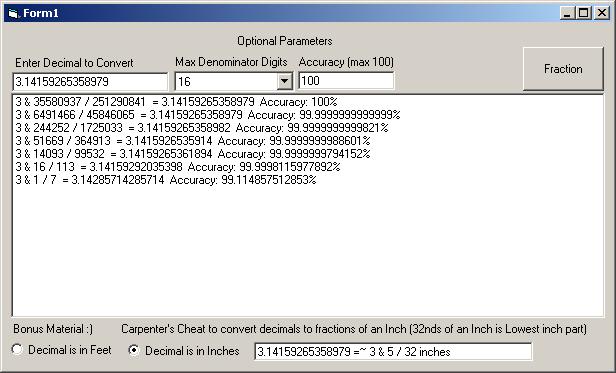 Form1
Optional Parameters
Enter Decimal to Convert Max Denominator Digits Accuracy (max 100)
3.14159265358979 16 100 Fraction
3 & 35580937 / 251290841 = 3.14159265358979 Accuracy: 100%
3 & 6491466 / 45846065 = 3.14159265358979 Accuracy: 99.9999999999999%
3 & 244252 / 1725033 = 3.14159265358982 Accuracy: 99.9999999999821%
3 & 51669 / 364913 = 3.1415926535914 Accuracy: 99.9999999988601%
3 & 14093 / 99532 = 3.14159265361894 Accuracy: 99.9999999794152%
3 & 16 / 113 = 3.14159292035398 Accuracy: 99.9998115977892%
3 & 1 / 7 = 3.14285714285714 Accuracy: 99.114857512853%
Bonus Material :) Carpenter's Cheat to convert decimals to fractions of an Inch (32nds of an Inch is Lowest inch part)
Decimal is in Feet Decimal is in Inches 3.14159265358979 =~ 3 & 5 / 32 inches